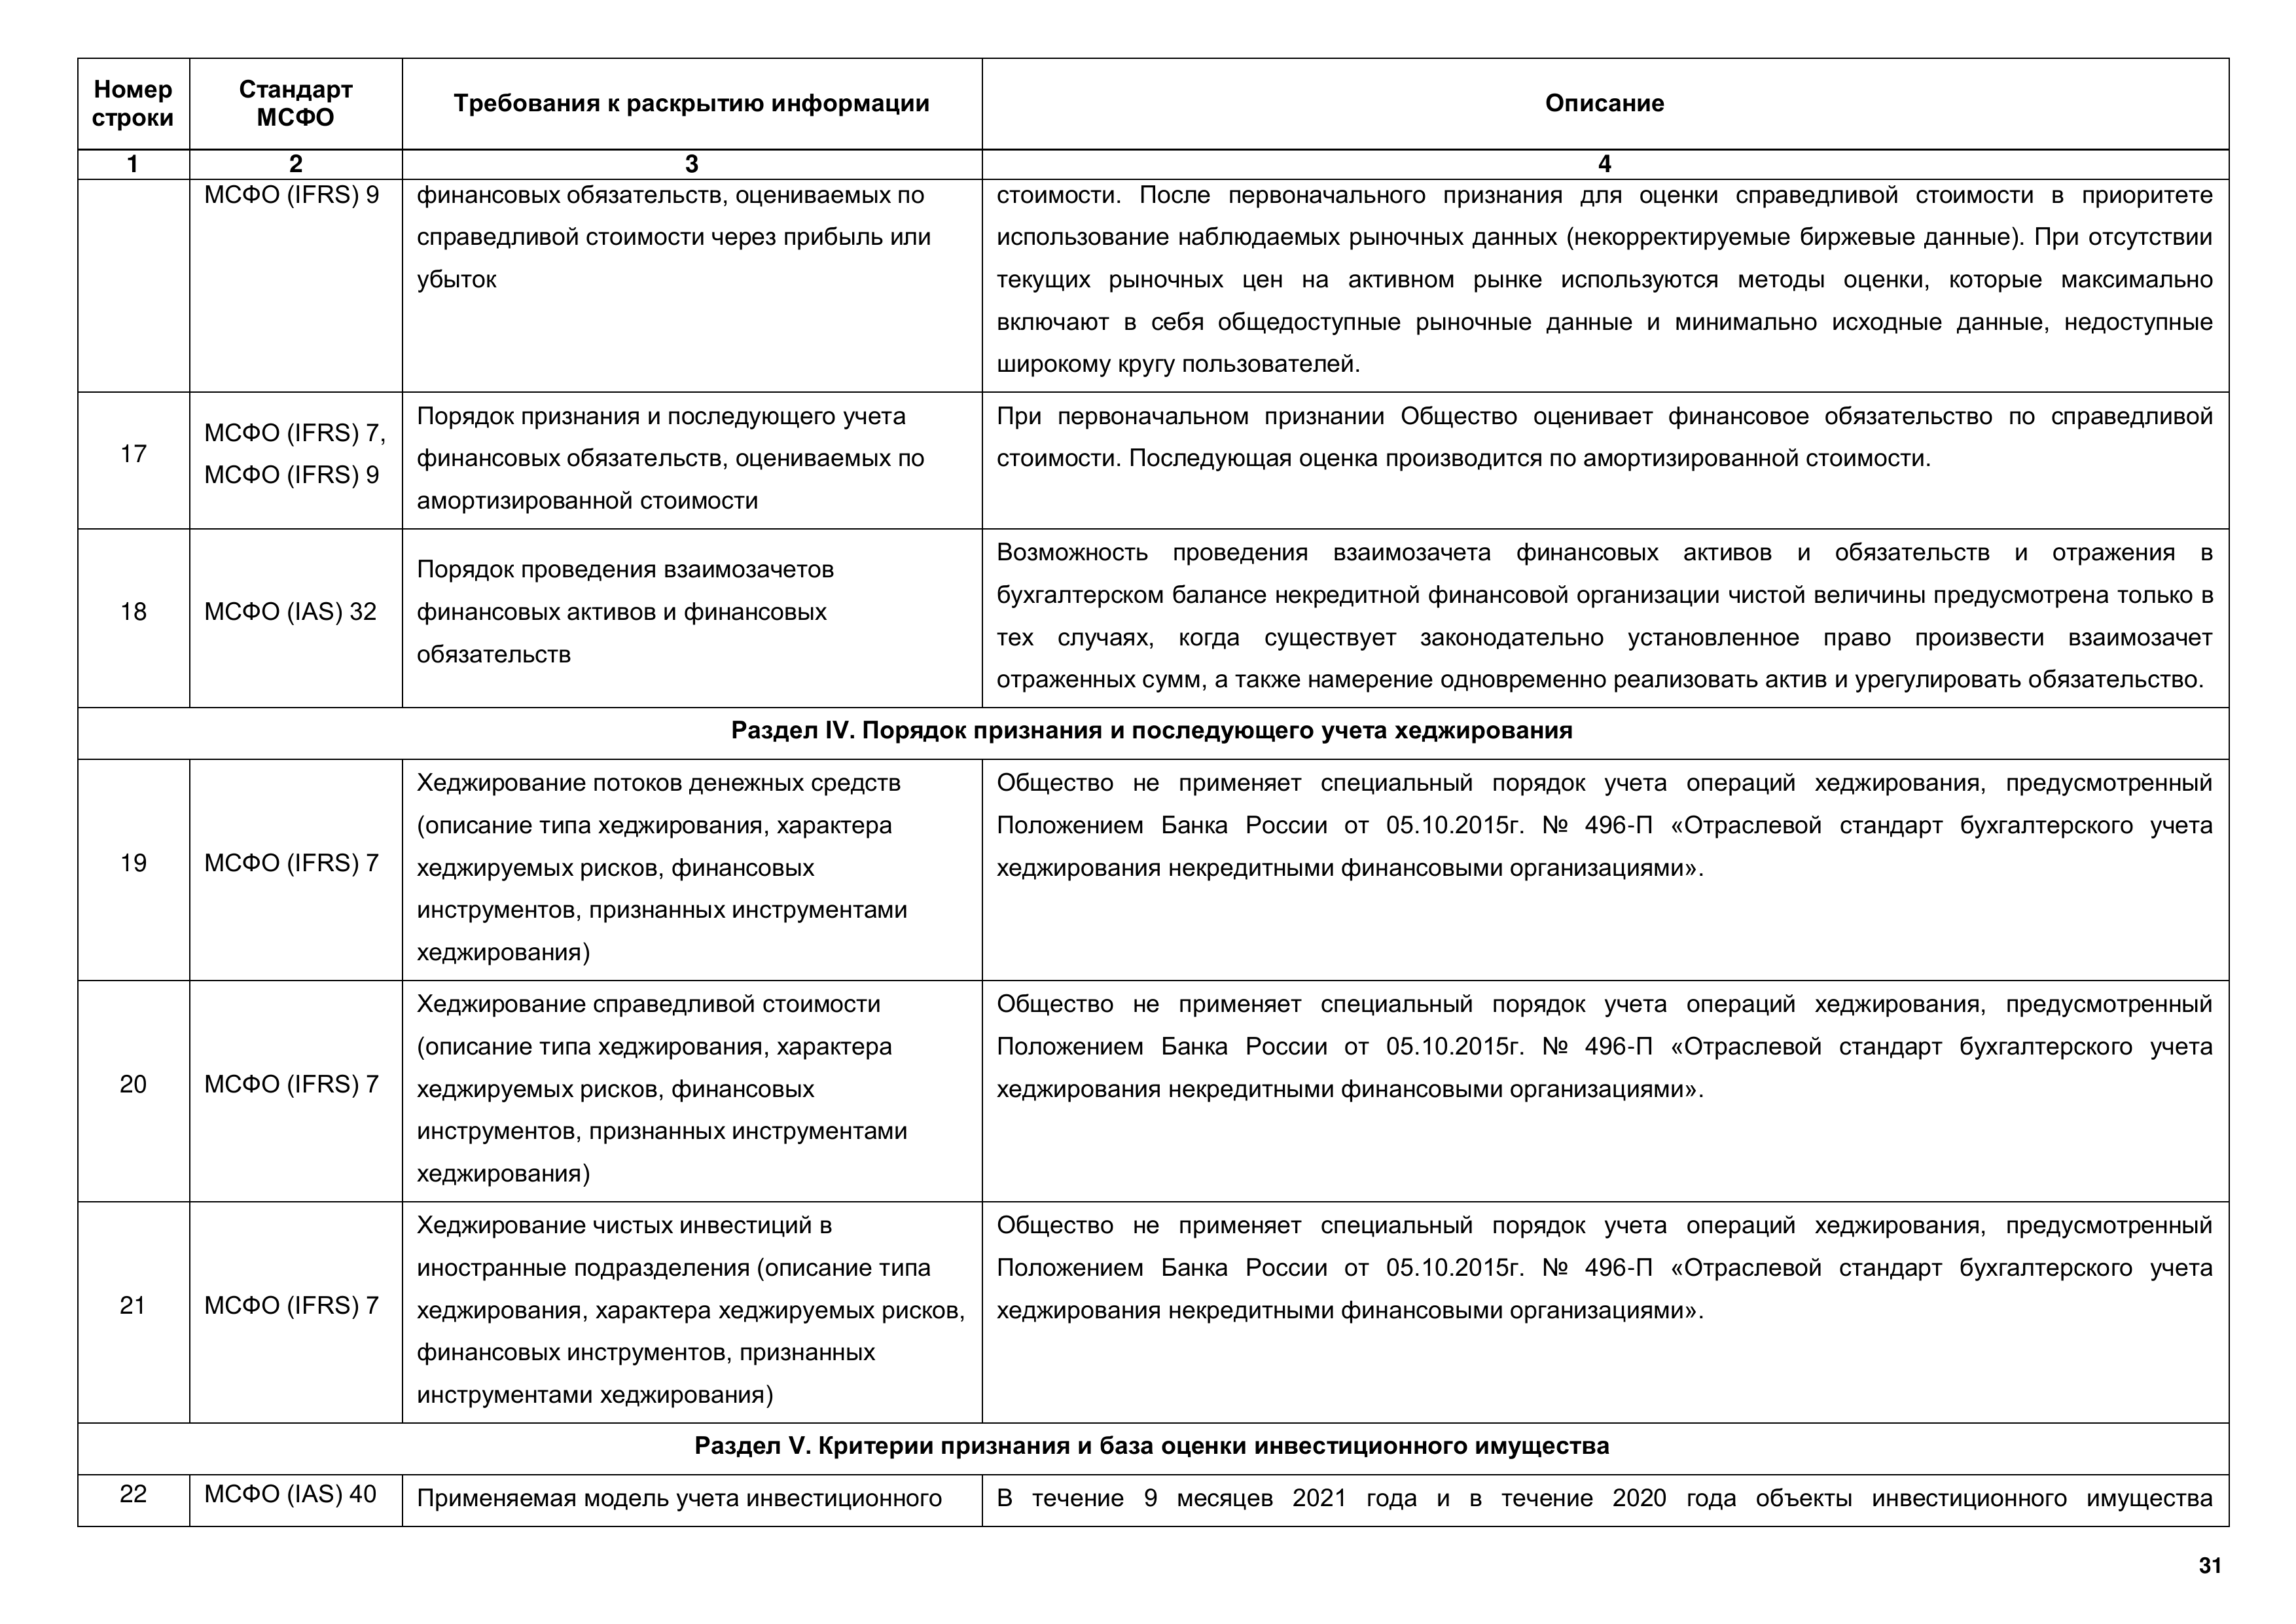 Номер строки
Стандарт МСФО
Требования к раскрытию информации
Описание
1
2
3
4
МСФО (IFRS) 9
финансовых обязательств, оцениваемых по
справедливой стоимости через прибыль или
убыток
стоимости. После первоначального признания для оценки справедливой стоимости в приоритете
использование наблюдаемых рыночных данных (некорректируемые биржевые данные). При отсутствии
текущих рыночных цен на активном рынке используются методы оценки, которые максимально
включают в себя общедоступные рыночные данные и минимально исходные данные, недоступные
широкому кругу пользователей.
17
МСФО (IFRS) 7,
МСФО (IFRS) 9
Порядок признания и последующего учета
финансовых обязательств, оцениваемых по
амортизированной стоимости
При первоначальном признании Общество оценивает финансовое обязательство по справедливой
стоимости. Последующая оценка производится по амортизированной стоимости.
18
МСФО (IAS) 32
Порядок проведения взаимозачетов
финансовых активов и финансовых
обязательств
Возможность проведения взаимозачета финансовых активов и обязательств и отражения в
бухгалтерском балансе некредитной финансовой организации чистой величины предусмотрена только в
тех случаях, когда существует законодательно установленное право произвести взаимозачет
отраженных сумм, а также намерение одновременно реализовать актив и урегулировать обязательство.
Раздел IV. Порядок признания и последующего учета хеджирования
19
МСФО (IFRS) 7
Хеджирование потоков денежных средств
(описание типа хеджирования, характера
хеджируемых рисков, финансовых
инструментов, признанных инструментами
хеджирования)
Общество не применяет специальный порядок учета операций хеджирования, предусмотренный
Положением Банка России от 05.10.2015г. № 496-П «Отраслевой стандарт бухгалтерского учета
хеджирования некредитными финансовыми организациями».
20
МСФО (IFRS) 7
Хеджирование справедливой стоимости
(описание типа хеджирования, характера
хеджируемых рисков, финансовых
инструментов, признанных инструментами
хеджирования)
Общество не применяет специальный порядок учета операций хеджирования, предусмотренный
Положением Банка России от 05.10.2015г. № 496-П «Отраслевой стандарт бухгалтерского учета
хеджирования некредитными финансовыми организациями».
21
МСФО (IFRS) 7
Хеджирование чистых инвестиций в
иностранные подразделения (описание типа
хеджирования, характера хеджируемых рисков,
финансовых инструментов, признанных
инструментами хеджирования)
Общество не применяет специальный порядок учета операций хеджирования, предусмотренный
Положением Банка России от 05.10.2015г. № 496-П «Отраслевой стандарт бухгалтерского учета
хеджирования некредитными финансовыми организациями».
Раздел V. Критерии признания и база оценки инвестиционного имущества
22
МСФО (IAS) 40
Применяемая модель учета инвестиционного
В течение 9 месяцев 2021 года и в течение 2020 года объекты инвестиционного имущества
31